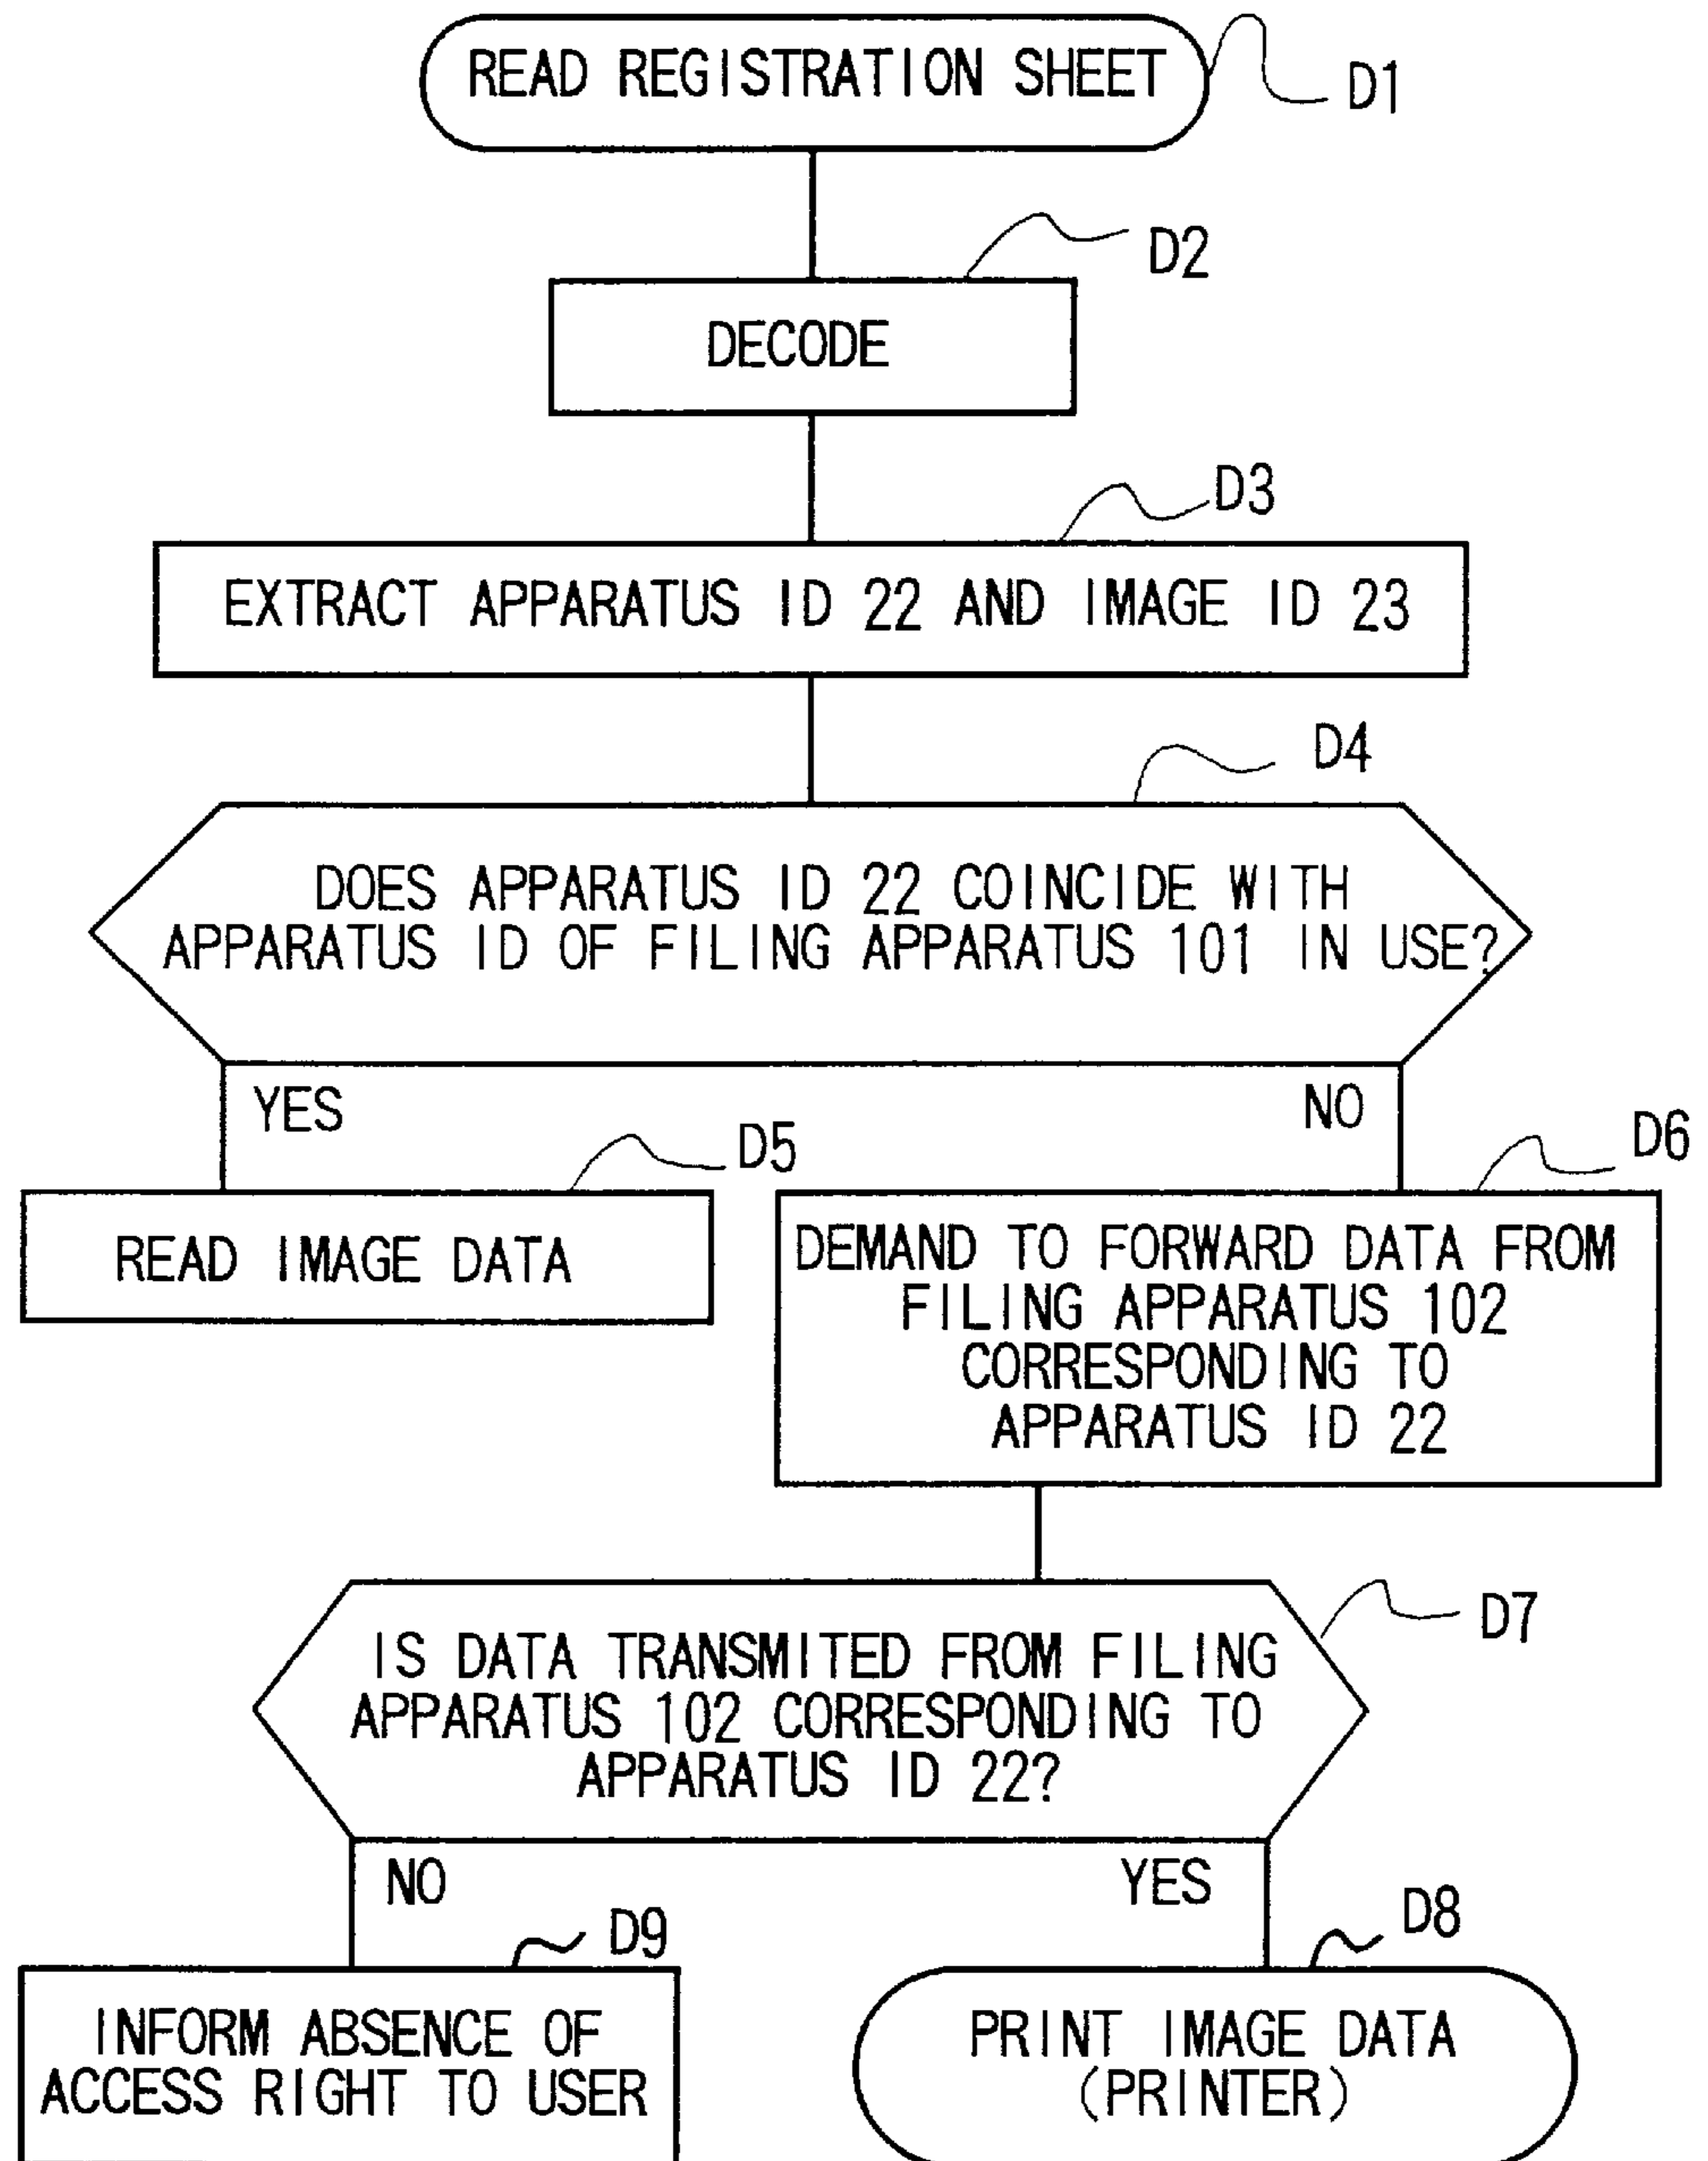 READ REGISTRATION SHEET
D1
D2
DECODE
D3
EXTRACT APPARATUS ID 22 AND IMAGE ID 23
D4
DOES APPARATUS ID 22 COINCIDE WITH
APPARATUS ID OF FILING APPARATUS 101 IN USE?
YES
NO
D5
D6
READ IMAGE DATA
DEMAND TO FORWARD DATA FROM
FILING APPARATUS 102
CORRESPONDING TO
APPARATUS ID 22
D7
IS DATA TRANSMITED FROM FILING
APPARATUS 102 CORRESPONDING TO
APPARATUS ID 22?
NO
YES
D9
D8
INFORM ABSENCE OF
ACCESS RIGHT TO USER
PRINT IMAGE DATA
(PRINTER)